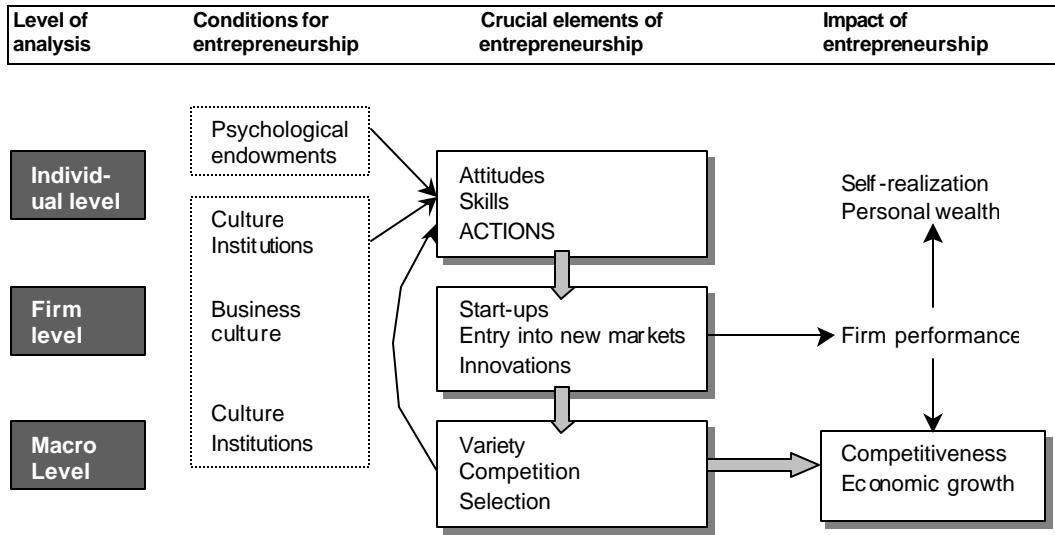 Level of
analysis
Conditions for
entrepreneurship
Crucial elements of
entrepreneurship
Impact of
entrepreneurship
Psychological
endowments
Individ-
ual level
Culture
Institutions
Attitudes
Skills
ACTIONS
Self-realization
Personal wealth
Firm
level
Business
culture
Start-ups
Entry into new markets
Innovations
Firm performance
Macro
Level
Culture
Institutions
Variety
Competition
Selection
Competitiveness
Economic growth